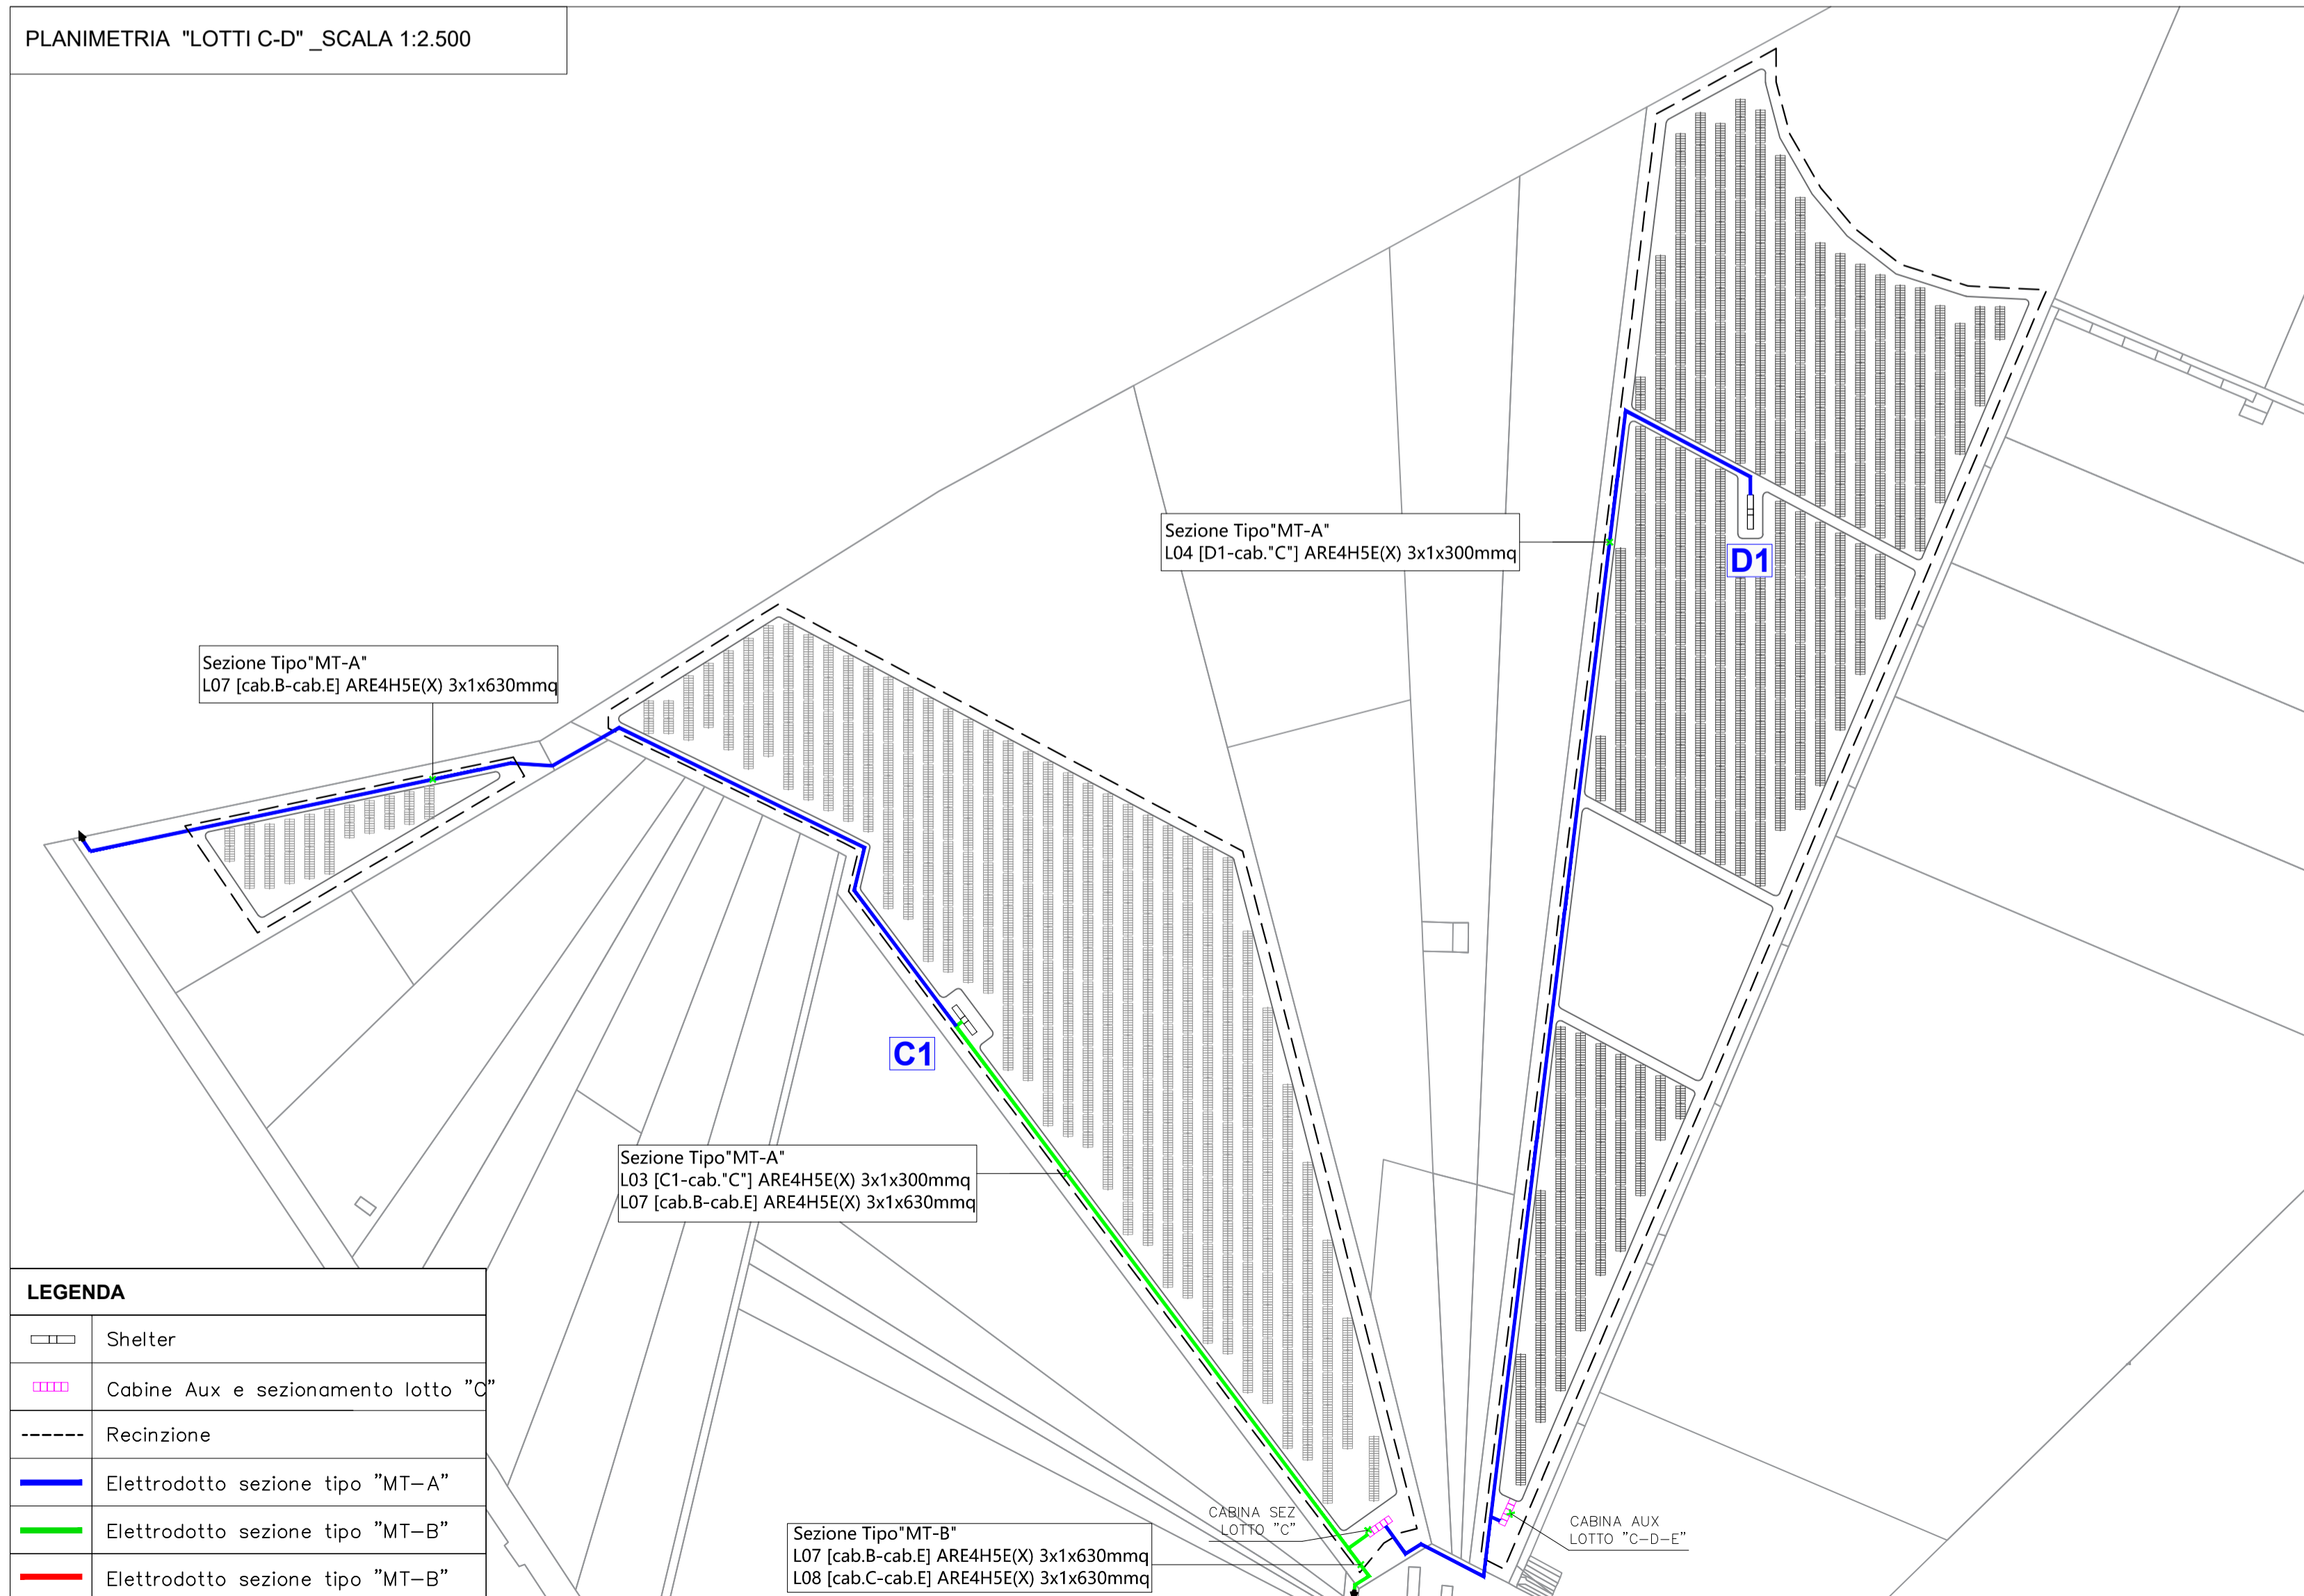 PLANIMETRIA "LOTTI C-D" _SCALA 1:2.500
Sezione Tipo"MT-A"
L04 [D1-cab."C"] ARE4H5E(X) 3x1x300mmq
D1
Sezione Tipo"MT-A"
L07 [cab.B-cab.E] ARE4H5E(X) 3x1x630mmq
C1
Sezione Tipo"MT-A"
L03 [C1-cab."C"] ARE4H5E(X) 3x1x300mmq
L07 [cab.B-cab.E] ARE4H5E(X) 3x1x630mmq
CABINA SEZ
LOTTO "C"
CABINA AUX
LOTTO "C-D-E"
Sezione Tipo"MT-B"
L07 [cab.B-cab.E] ARE4H5E(X) 3x1x630mmq
L08 [cab.C-cab.E] ARE4H5E(X) 3x1x630mmq
LEGENDA
Shelter
Cabine Aux e sezionamento lotto "C"
Recinzione
Elettrodotto sezione tipo "MT-A"
Elettrodotto sezione tipo "MT-B"
Elettrodotto sezione tipo "MT-B"